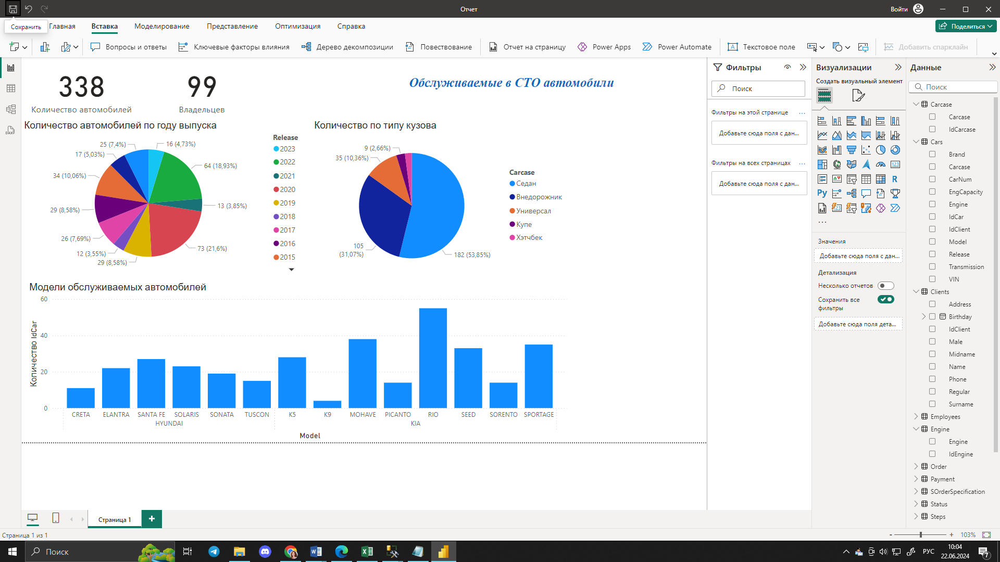 Отчет
Войти
Сохранить
Главная
Вставка
Моделирование
Представление
Оптимизация
Справка
Поделиться
Вопросы и ответы
Ключевые факторы влияния
Дерево декомпозиции
Повествование
Отчет на страницу
Power Apps
Power Automate
Текстовое поле
Добавить спарклайн
338
Количество автомобилей
99
Владельцев
Обслуживаемые в СТО автомобили
Количество автомобилей по году выпуска
25 (7,4%)
16 (4,73%)
17 (5,03%)
64 (18,93%)
34 (10,06%)
13 (3,85%)
29 (8,58%)
26 (7,69%)
73 (21,6%)
12 (3,55%)
29 (8,58%)
Release
2023
2022
2021
2020
2019
2018
2017
2016
2015
Количество по типу кузова
9 (2,66%)
35 (10,36%)
105
(31,07%)
182 (53,85%)
Carcase
Седан
Внедорожник
Универсал
Купе
Хэтчбек
Модели обслуживаемых автомобилей
Количество IdCar
60
40
20
0
CRETA
ELANTRA
SANTA FE
SOLARIS
SONATA
TUSCON
K5
K9
MOHAVE
PICANTO
RIO
SEED
SORENTO
SPORTAGE
HYUNDAI
KIA
Model
Фильтры
Поиск
Фильтры на этой странице
...
Добавьте сюда поля с дан...
Фильтры на всех страницах
...
Добавьте сюда поля с дан...
Визуализации
Создать визуальный элемент
123
R
Py
123
...
Значения
Добавьте сюда поля с дан...
Детализация
Несколько отчетов
Сохранить все
фильтры
Добавьте сюда поля дета...
Данные
Поиск
Carcase
Carcase
IdCarcase
Cars
Brand
Carcase
CarNum
EngCapacity
Engine
IdCar
IdClient
Model
Release
Transmission
VIN
Clients
Address
Birthday
IdClient
Male
Midname
Name
Phone
Regular
Surname
Employees
Engine
Engine
IdEngine
Order
Payment
SOrderSpecification
Status
Steps
DAX
Страница 1
+
Страница 1 из 1
-
+
103%
Поиск
РУС
10:04
22.06.2024
7